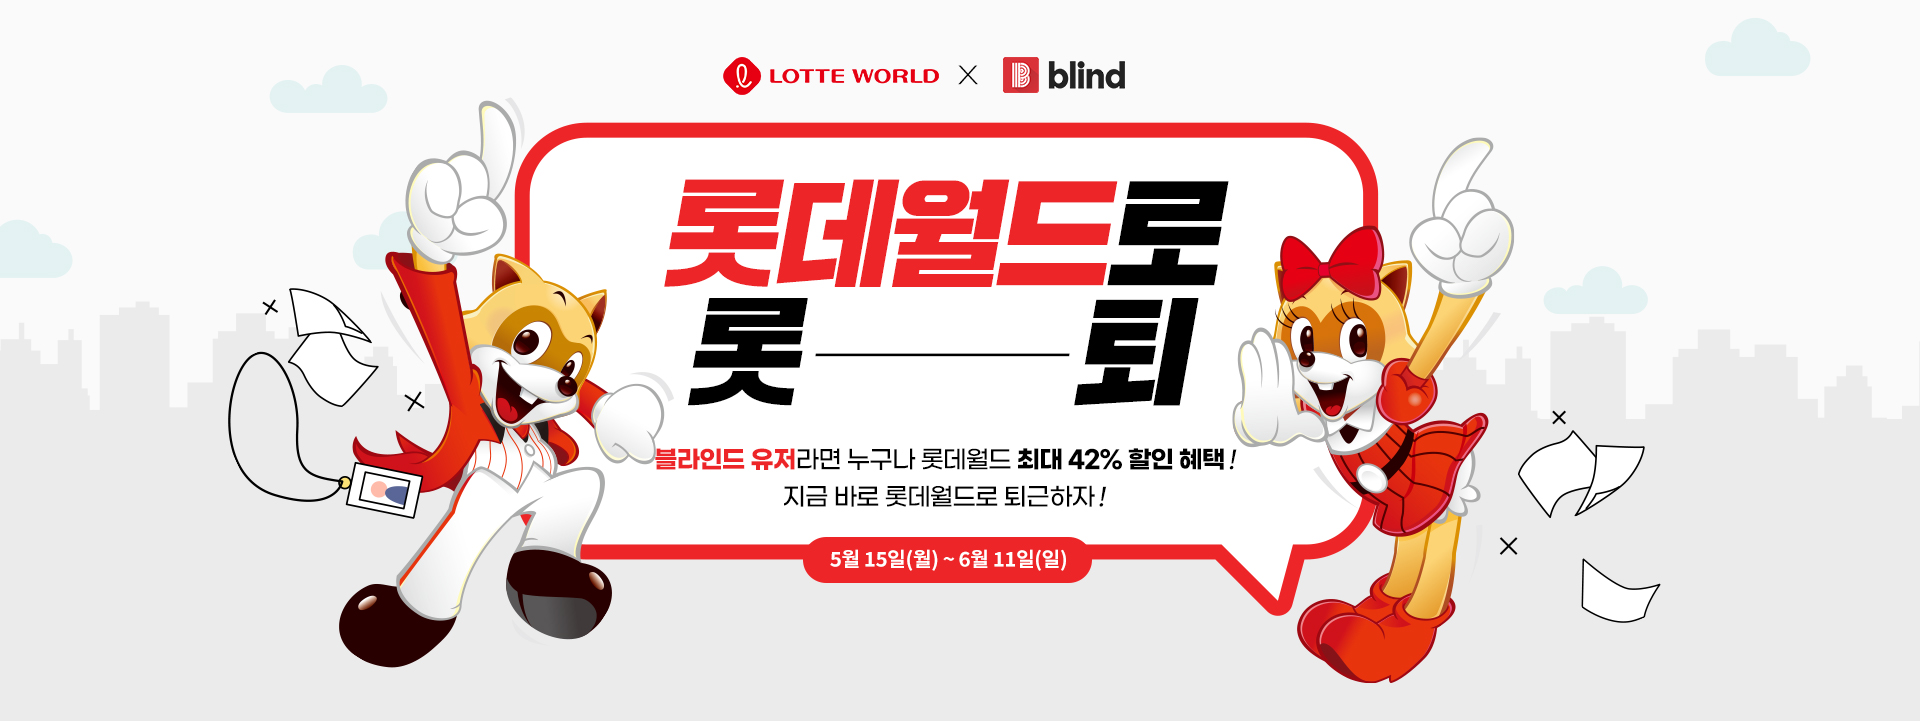 LOTTE WORLD × blind
롯데월드로
롯 — 퇴
블라인드 유저라면 누구나 롯데월드 최대 42% 할인 혜택!
지금 바로 롯데월드로 퇴근하자!
5월 15일(월) ~ 6월 11일(일)